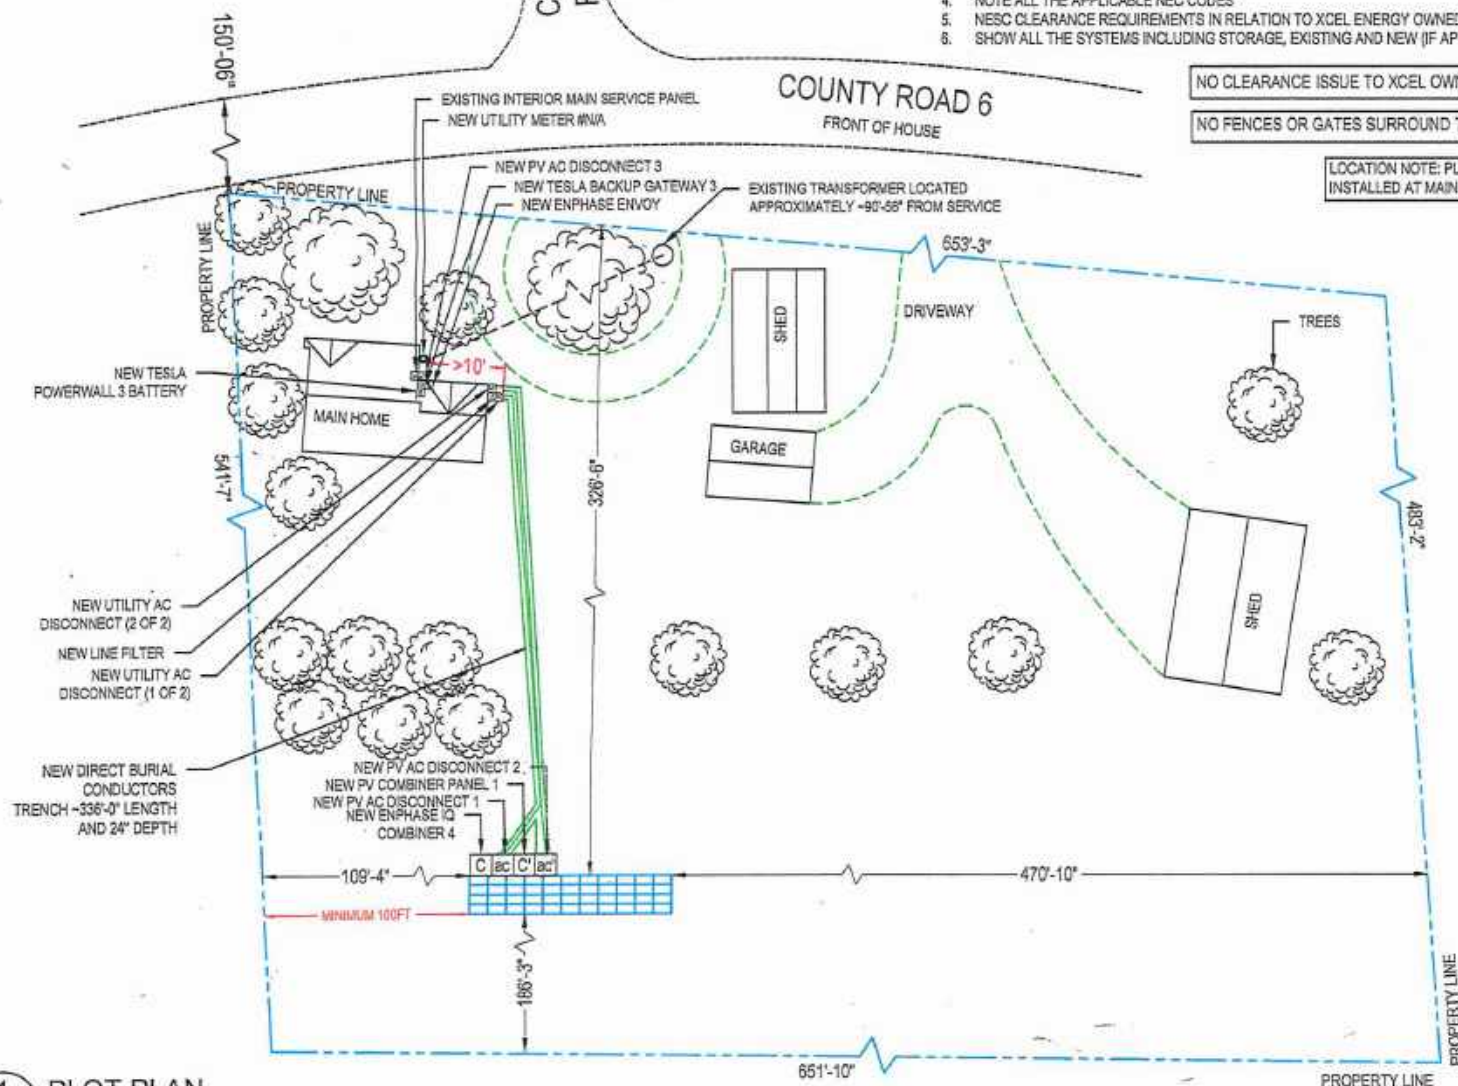 4. NOTE ALL THE APPLICABLE NEC CODES
5. NESC CLEARANCE REQUIREMENTS IN RELATION TO XCEL ENERGY OWNED
6. SHOW ALL THE SYSTEMS INCLUDING STORAGE, EXISTING AND NEW (IF AP
NO CLEARANCE ISSUE TO XCEL OWN
NO FENCES OR GATES SURROUND T
LOCATION NOTE: PL
INSTALLED AT MAIN
150'-06"
COUNTY ROAD 6
FRONT OF HOUSE
EXISTING INTERIOR MAIN SERVICE PANEL
NEW UTILITY METER #N/A
NEW PV AC DISCONNECT 3
NEW TESLA BACKUP GATEWAY 3
NEW ENPHASE ENVOY
EXISTING TRANSFORMER LOCATED
APPROXIMATELY ~90'-56" FROM SERVICE
PROPERTY LINE
PROPERTY LINE
653'-3"
DRIVEWAY
SHED
TREES
NEW TESLA
POWERWALL 3 BATTERY
>10'
MAIN HOME
GARAGE
541'-7"
326'-6"
483'-2"
SHED
NEW UTILITY AC
DISCONNECT (2 OF 2)
NEW LINE FILTER
NEW UTILITY AC
DISCONNECT (1 OF 2)
NEW DIRECT BURIAL
CONDUCTORS
TRENCH ~336'-0" LENGTH
AND 24" DEPTH
NEW PV AC DISCONNECT 2
NEW PV COMBINER PANEL 1
NEW PV AC DISCONNECT 1
NEW ENPHASE IQ
COMBINER 4
C ac C' ac'
109'-4"
470'-10"
MINIMUM 100FT
186'-3"
PROPERTY LINE
651'-10"
PROPERTY LINE
PLOT PLAN